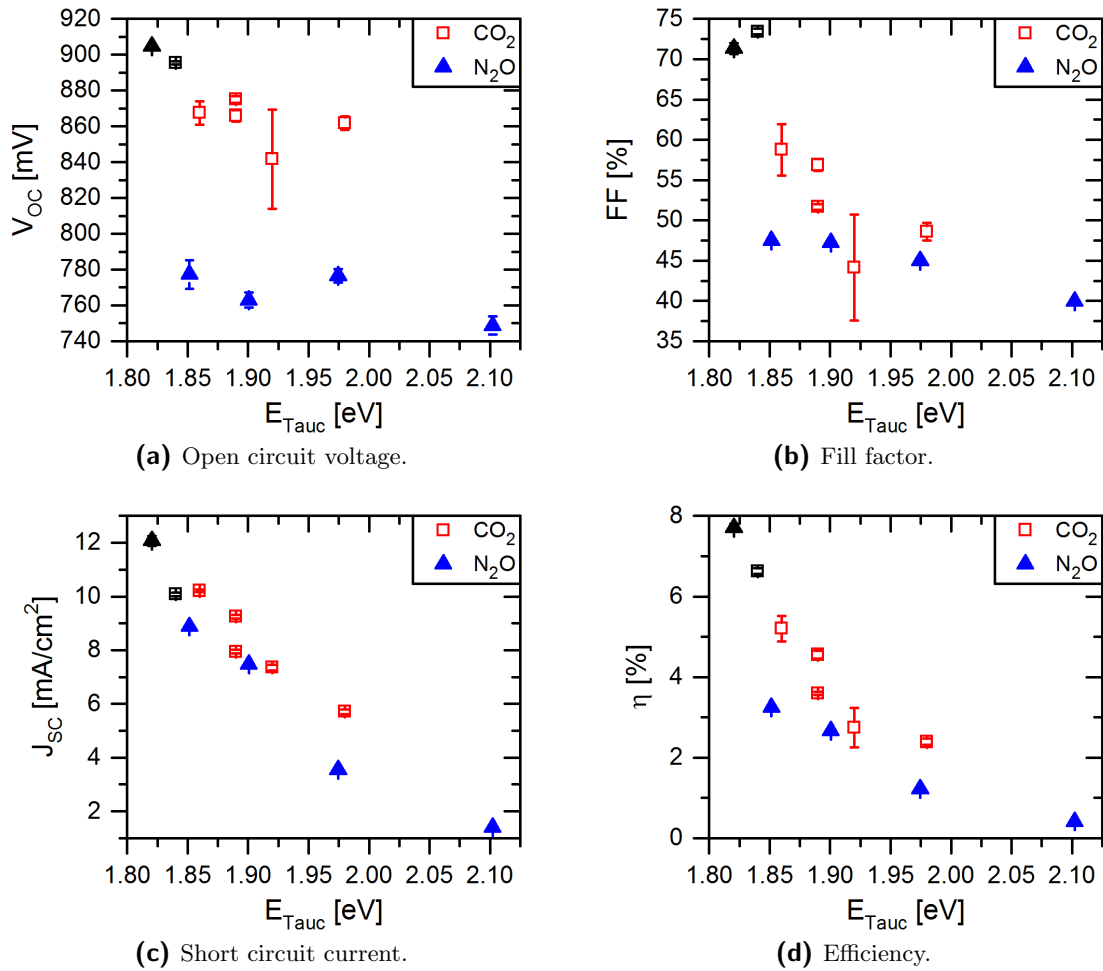 920
900
880
860
840
820
800
780
760
740
V_OC [mV]
CO₂
N₂O
1.80 1.85 1.90 1.95 2.00 2.05 2.10
E_Tauc [eV]
(a) Open circuit voltage.
75
70
65
60
55
50
45
40
35
FF [%]
CO₂
N₂O
1.80 1.85 1.90 1.95 2.00 2.05 2.10
E_Tauc [eV]
(b) Fill factor.
12
10
8
6
4
2
J_SC [mA/cm²]
CO₂
N₂O
1.80 1.85 1.90 1.95 2.00 2.05 2.10
E_Tauc [eV]
(c) Short circuit current.
8
6
4
2
0
η [%]
CO₂
N₂O
1.80 1.85 1.90 1.95 2.00 2.05 2.10
E_Tauc [eV]
(d) Efficiency.